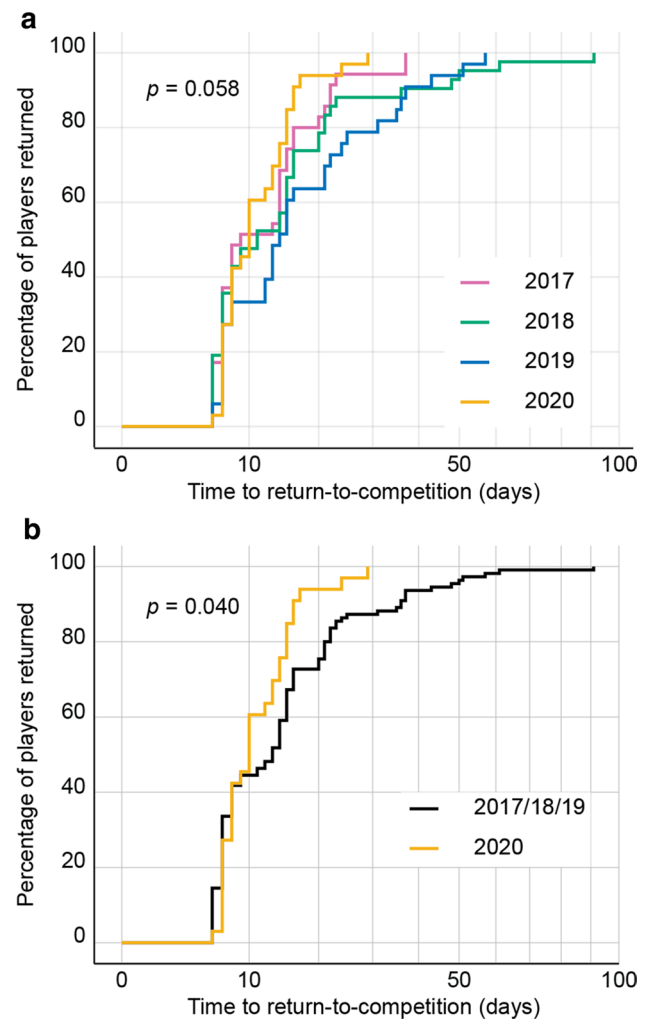 a
Percentage of players returned
100
80
60
40
20
0
p = 0.058
2017
2018
2019
2020
0 10 50 100
Time to return-to-competition (days)
b
Percentage of players returned
100
80
60
40
20
0
p = 0.040
2017/18/19
2020
0 10 50 100
Time to return-to-competition (days)